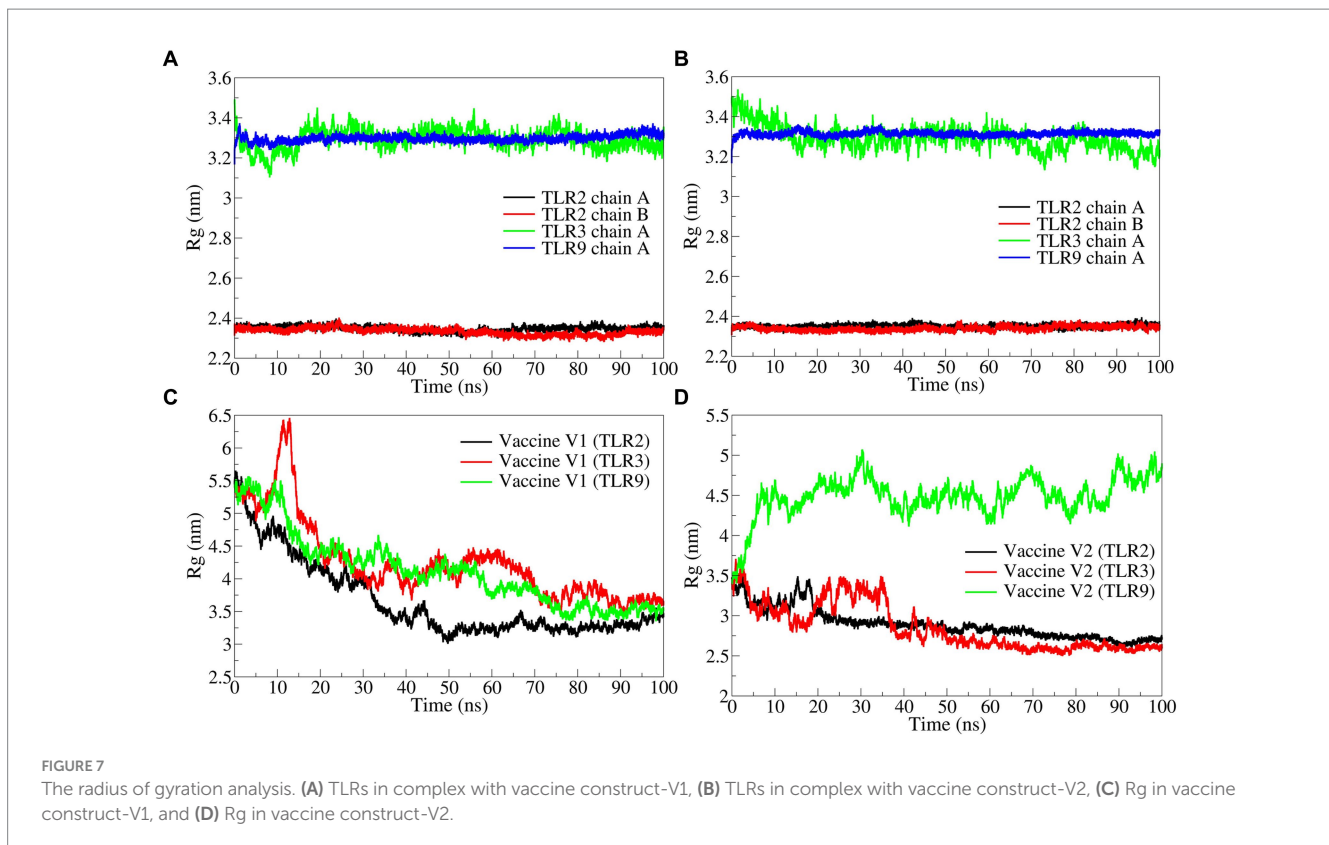 A
3.6
3.4
3.2
3
2.8
2.6
2.4
2.2
Rg (nm)
TLR2 chain A
TLR2 chain B
TLR3 chain A
TLR9 chain A
0 10 20 30 40 50 60 70 80 90 100
Time (ns)
B
3.6
3.4
3.2
3
2.8
2.6
2.4
2.2
Rg (nm)
TLR2 chain A
TLR2 chain B
TLR3 chain A
TLR9 chain A
0 10 20 30 40 50 60 70 80 90 100
Time (ns)
C
6.5
6
5.5
5
4.5
4
3.5
3
2.5
Rg (nm)
Vaccine V1 (TLR2)
Vaccine V1 (TLR3)
Vaccine V1 (TLR9)
0 10 20 30 40 50 60 70 80 90 100
Time (ns)
D
5.5
5
4.5
4
3.5
3
2.5
2
Rg (nm)
Vaccine V2 (TLR2)
Vaccine V2 (TLR3)
Vaccine V2 (TLR9)
0 10 20 30 40 50 60 70 80 90 100
Time (ns)
FIGURE 7
The radius of gyration analysis. (A) TLRs in complex with vaccine construct-V1, (B) TLRs in complex with vaccine construct-V2, (C) Rg in vaccine
construct-V1, and (D) Rg in vaccine construct-V2.